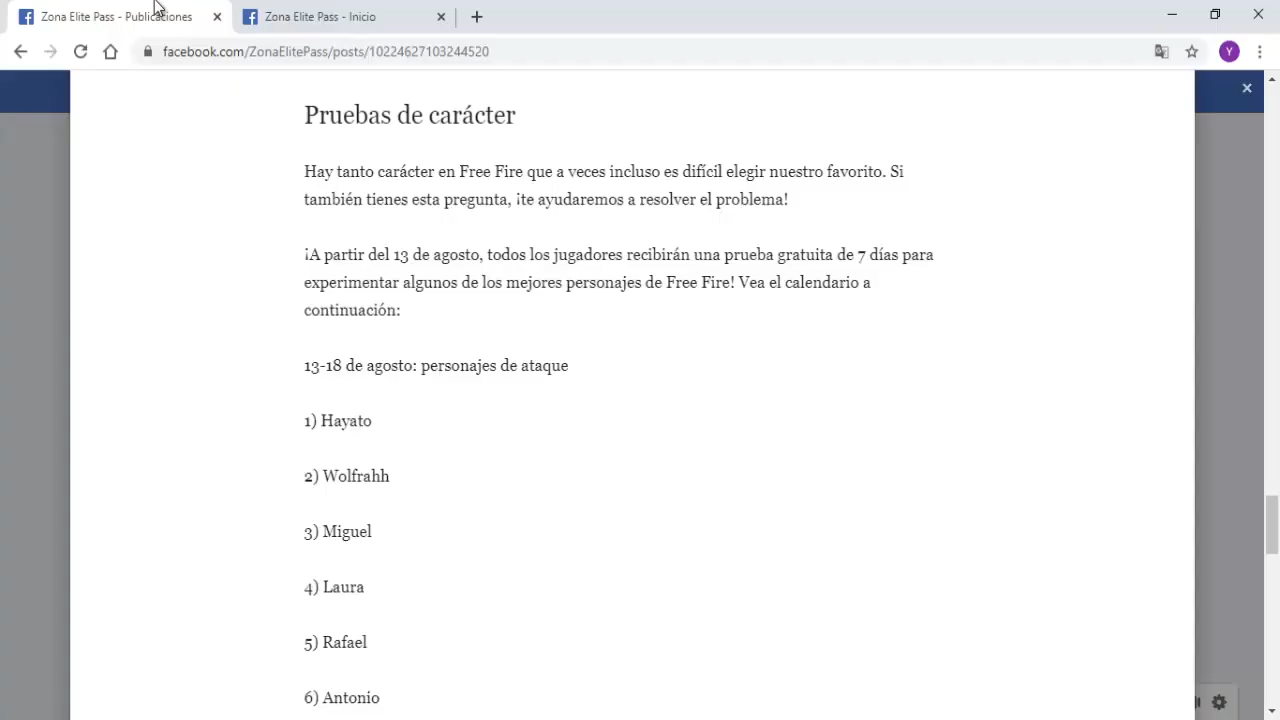 Zona Elite Pass - Publicaciones
Zona Elite Pass - Inicio
facebook.com/ZonaElitePass/posts/10224627103244520
Y
Pruebas de carácter
Hay tanto carácter en Free Fire que a veces incluso es difícil elegir nuestro favorito. Si
también tienes esta pregunta, ¡te ayudaremos a resolver el problema!
¡A partir del 13 de agosto, todos los jugadores recibirán una prueba gratuita de 7 días para
experimentar algunos de los mejores personajes de Free Fire! Vea el calendario a
continuación:
13-18 de agosto: personajes de ataque
1) Hayato
2) Wolfrahh
3) Miguel
4) Laura
5) Rafael
6) Antonio